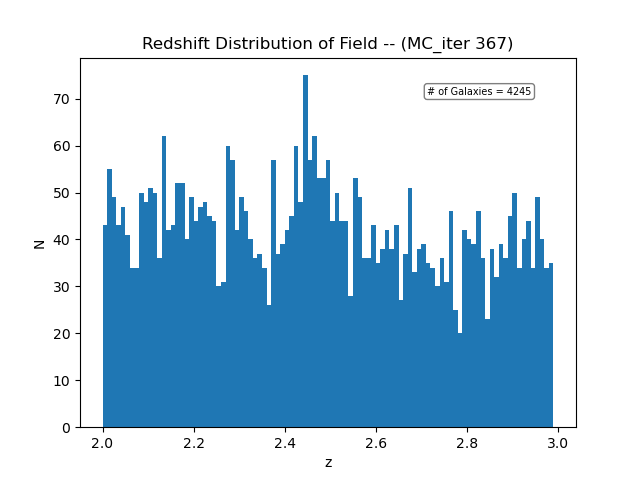 Redshift Distribution of Field -- (MC_iter 367)
# of Galaxies = 4245
70
60
50
40
30
20
10
0
N
2.0 2.2 2.4 2.6 2.8 3.0
z